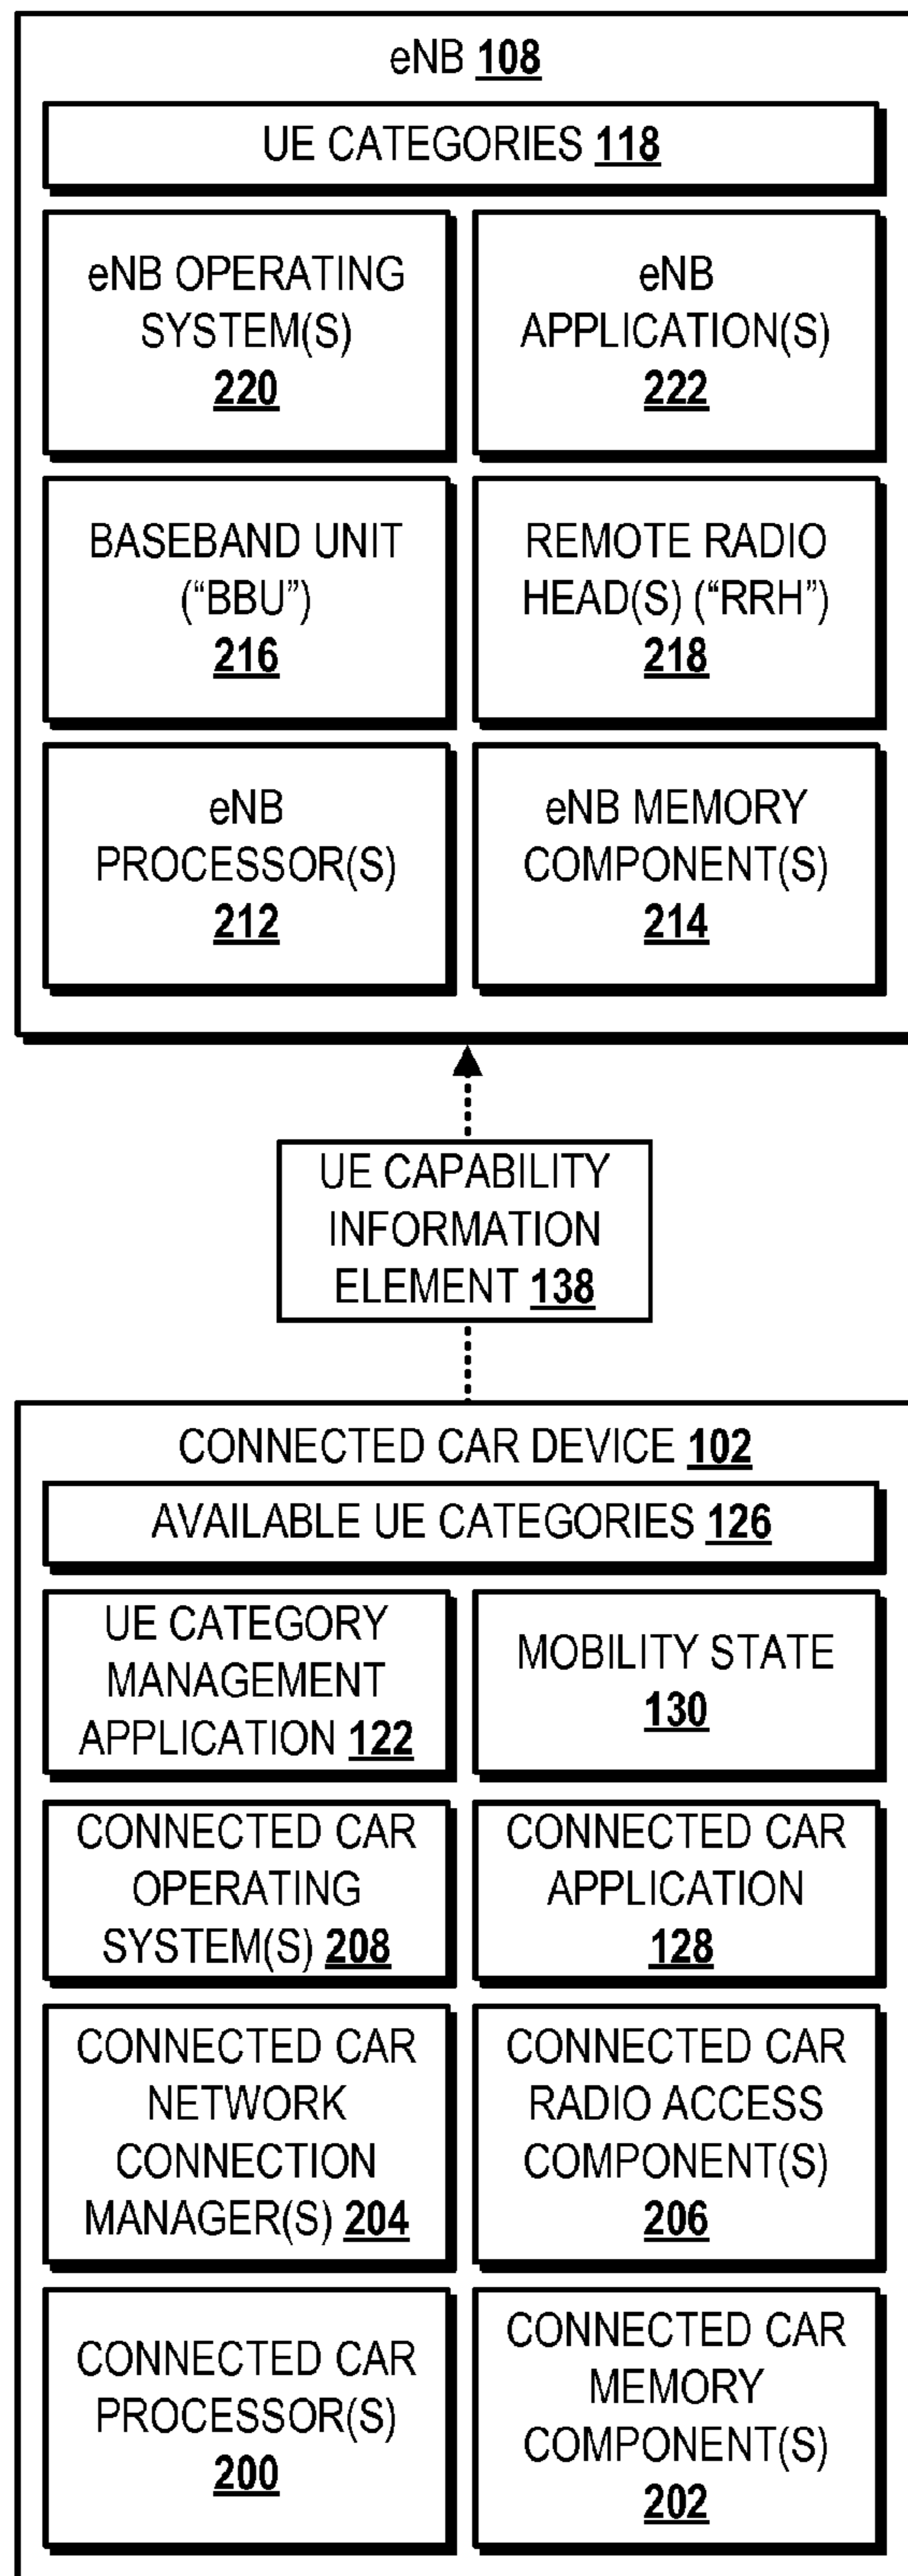 eNB 108
UE CATEGORIES 118
eNB OPERATING
SYSTEM(S)
220
eNB
APPLICATION(S)
222
BASEBAND UNIT
(“BBU”)
216
REMOTE RADIO
HEAD(S) (“RRH”)
218
eNB
PROCESSOR(S)
212
eNB MEMORY
COMPONENT(S)
214
UE CAPABILITY
INFORMATION
ELEMENT 138
CONNECTED CAR DEVICE 102
AVAILABLE UE CATEGORIES 126
UE CATEGORY
MANAGEMENT
APPLICATION 122
MOBILITY STATE
130
CONNECTED CAR
OPERATING
SYSTEM(S) 208
CONNECTED CAR
APPLICATION
128
CONNECTED CAR
NETWORK
CONNECTION
MANAGER(S) 204
CONNECTED CAR
RADIO ACCESS
COMPONENT(S)
206
CONNECTED CAR
PROCESSOR(S)
200
CONNECTED CAR
MEMORY
COMPONENT(S)
202